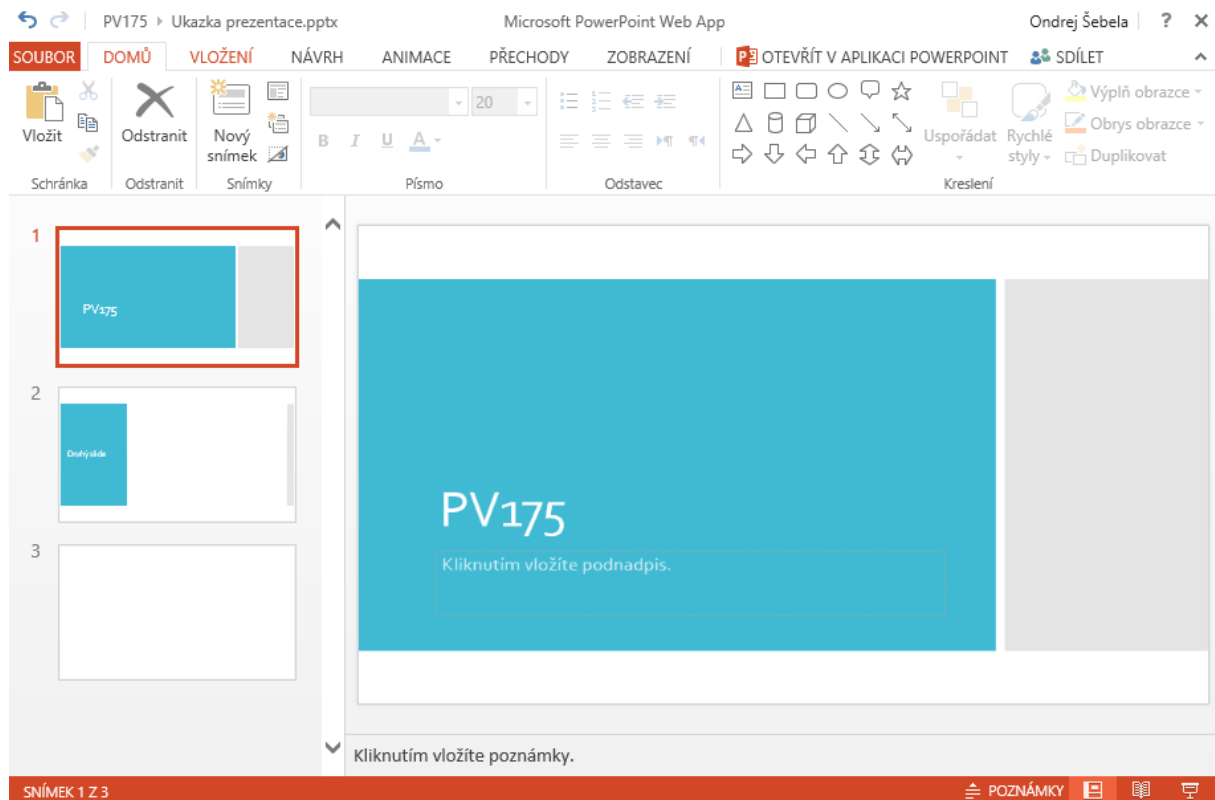 PV175 ▸ Ukazka prezentace.pptx Microsoft PowerPoint Web App Ondrej Šebela ? ✕
SOUBOR DOMŮ VLOŽENÍ NÁVRH ANIMACE PŘECHODY ZOBRAZENÍ OTEVŘÍT V APLIKACI POWERPOINT SDÍLET
Vložit Odstranit Nový snímek 20 B I U A Uspořádat Rychlé styly Výplň obrazce
Obrys obrazce
Duplikovat
Schránka Odstranit Snímky Písmo Odstavec Kreslení
1
PV175
2
Druhý slide
3
PV175
Kliknutím vložíte podnadpis.
Kliknutím vložíte poznámky.
SNÍMEK 1 Z 3 POZNÁMKY